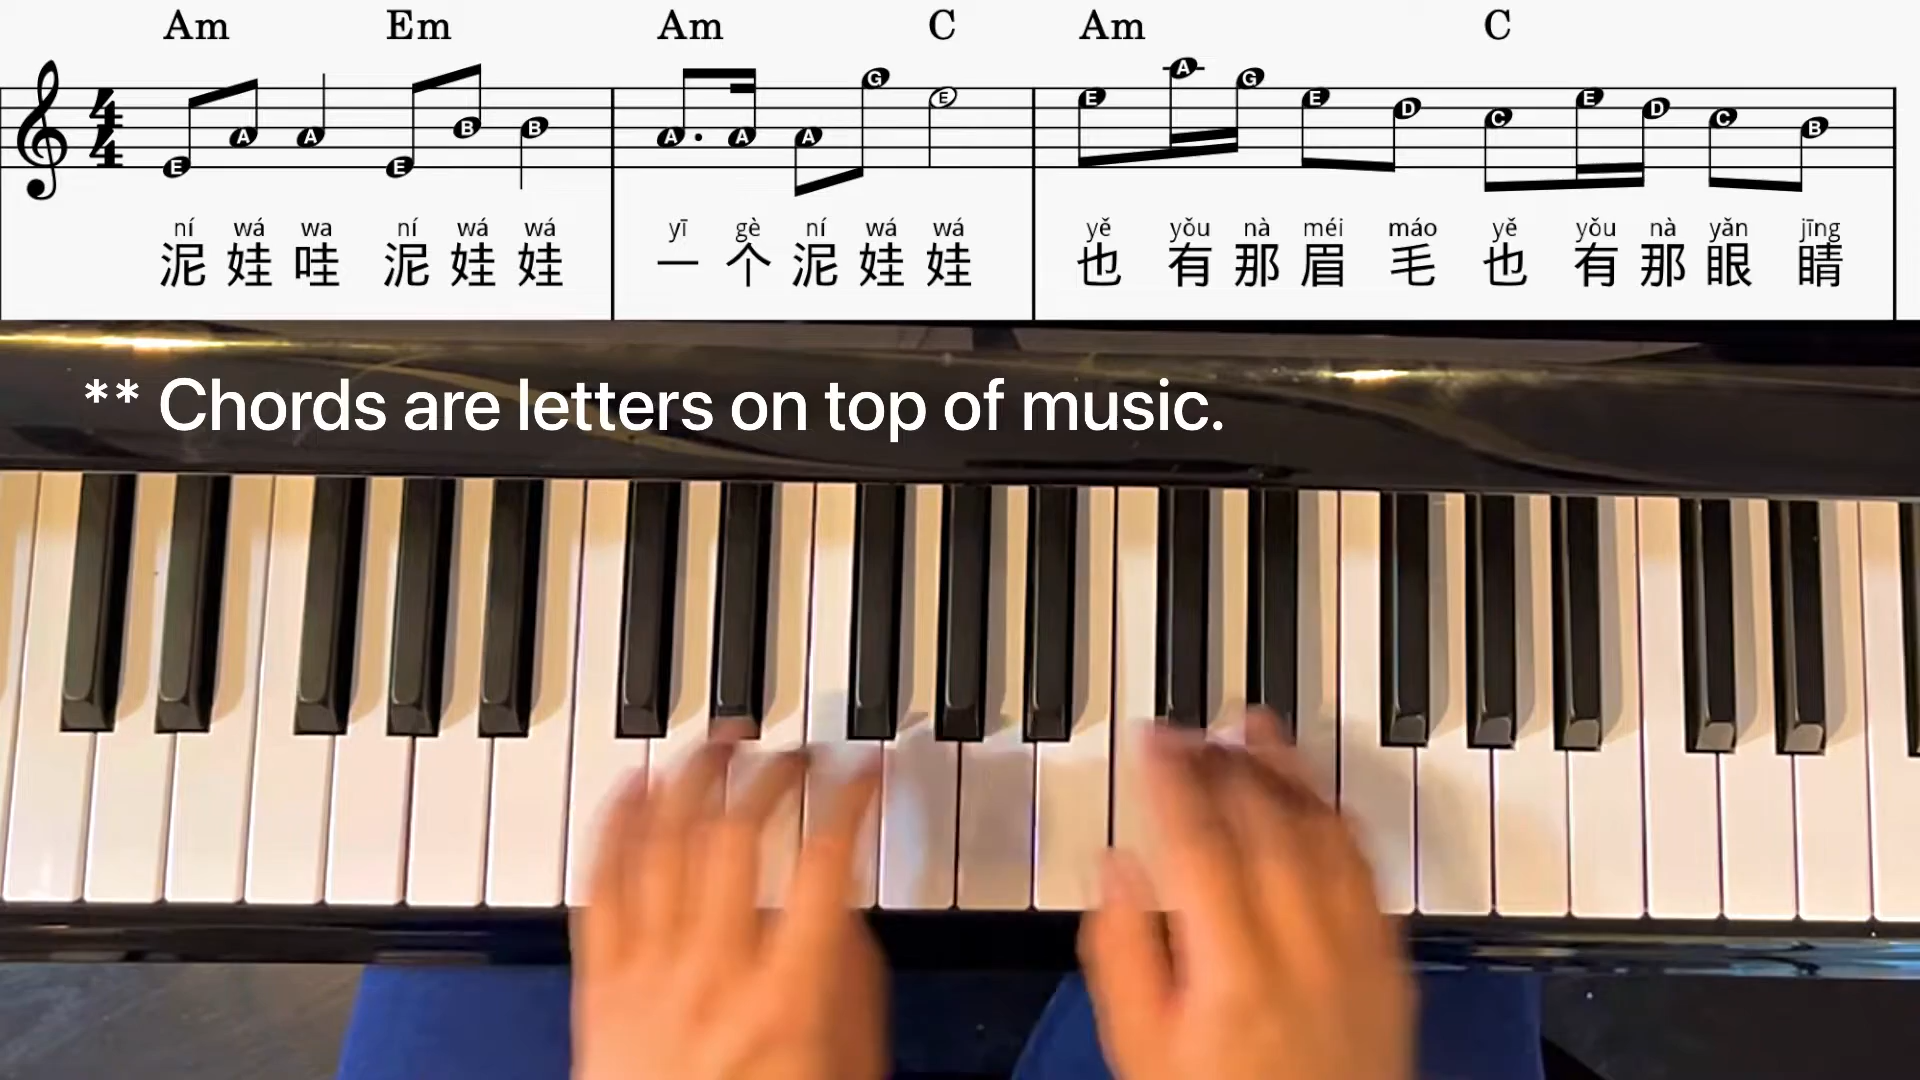 Am Em Am C Am C
4
4
E A A E B B A A A G E E A G E D C E D C B
ní wá wa ní wá wá yī gè ní wá wá yě yǒu nà méi máo yě yǒu nà yǎn jīng
泥 娃 哇 泥 娃 娃 一 个 泥 娃 娃 也 有 那 眉 毛 也 有 那 眼 睛
** Chords are letters on top of music.